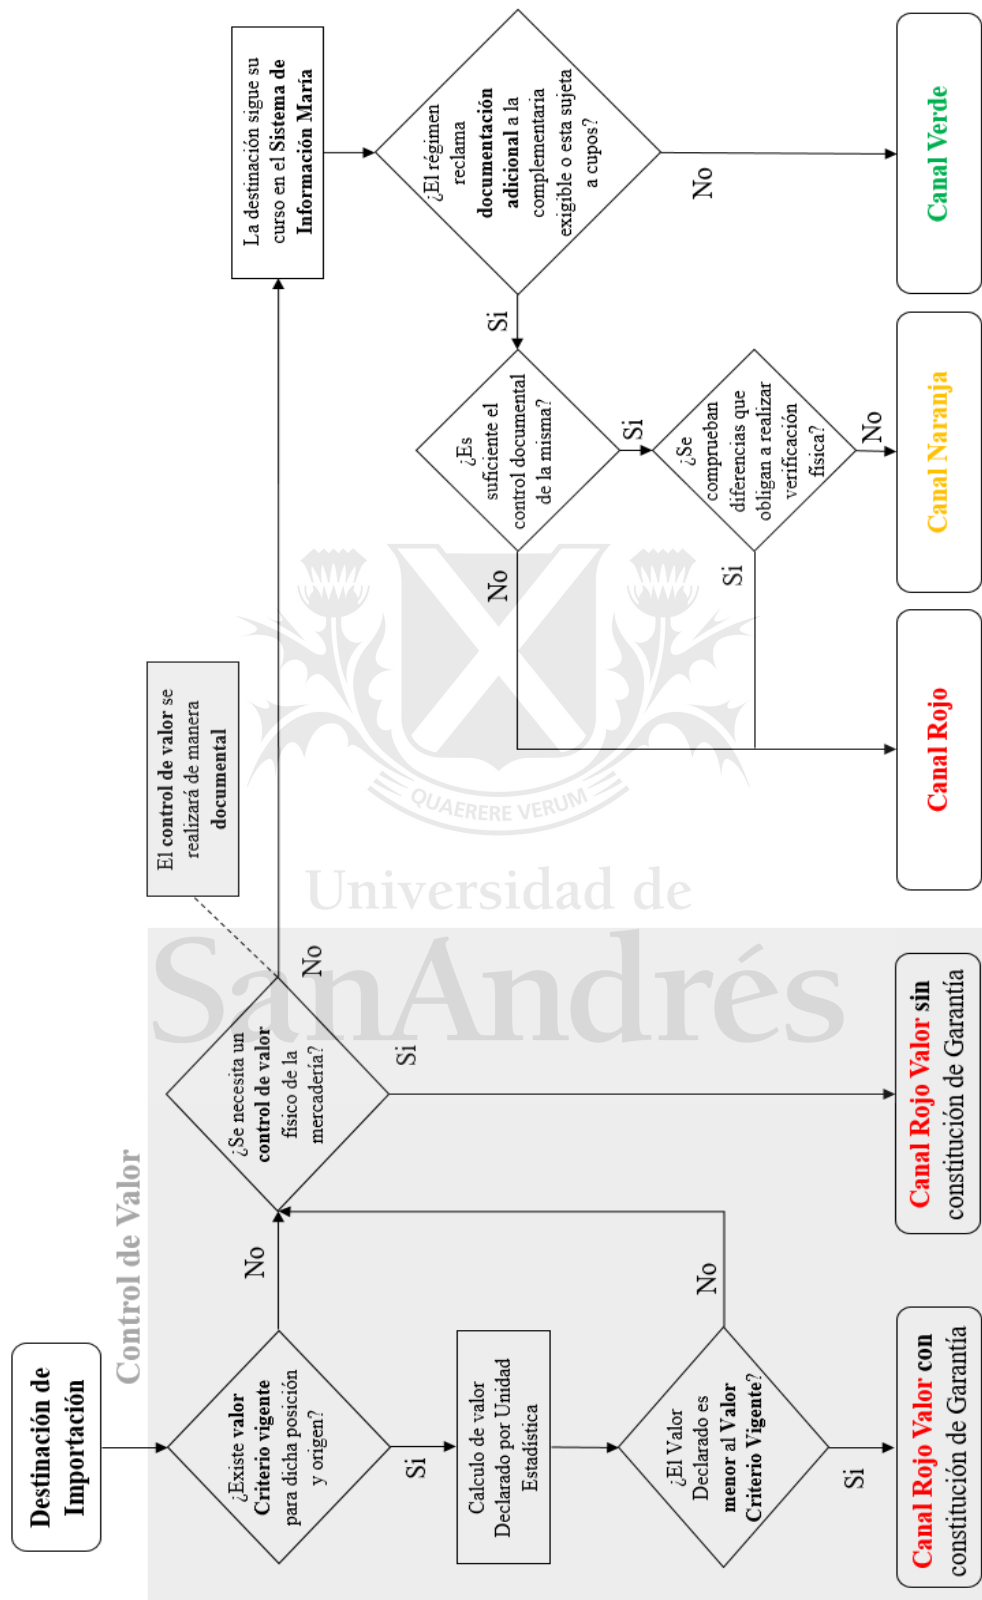 Destinación de
Importación
Control de Valor
¿Existe valor
Criterio vigente
para dicha posición
y origen?
No
Si
Calculo de valor
Declarado por Unidad
Estadística
¿El Valor
Declarado es
menor al Valor
Criterio Vigente?
No
Si
Canal Rojo Valor con
constitución de Garantía
¿Se necesita un
control de valor
físico de la
mercadería?
No
Si
Canal Rojo Valor sin
constitución de Garantía
El control de valor se
realizará de manera
documental
La destinación sigue su
curso en el Sistema de
Información María
¿El régimen
reclama
documentación
adicional a la
complementaria
exigible o esta sujeta
a cupos?
Si
No
¿Es
suficiente el
control documental
de la misma?
No
Si
¿Se
comprueban
diferencias que
obligan a realizar
verificación
física?
Si
No
Canal Rojo
Canal Naranja
Canal Verde
QUAERERE VERUM
Universidad de
SanAndrés